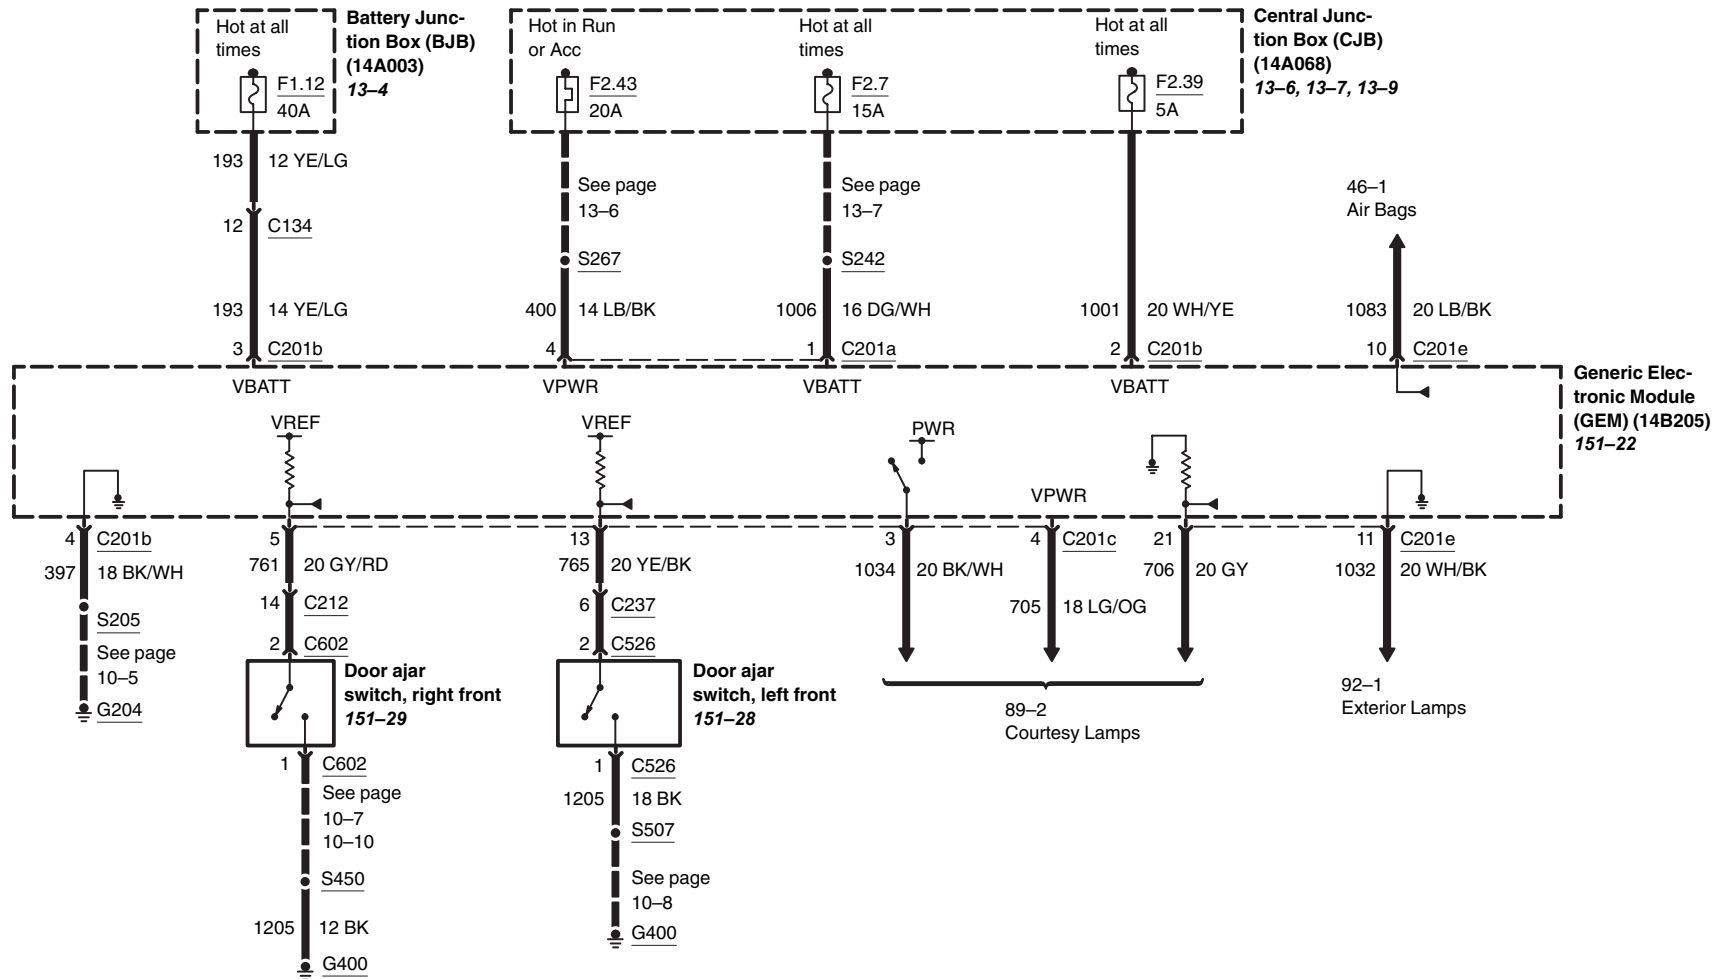 Hot at all
times
F1.12
40A
Battery Junc-
tion Box (BJB)
(14A003)
13–4
Hot in Run
or Acc
F2.43
20A
Hot at all
times
F2.7
15A
Hot at all
times
F2.39
5A
Central Junc-
tion Box (CJB)
(14A068)
13–6, 13–7, 13–9
193 12 YE/LG
12 C134
193 14 YE/LG
3 C201b
See page
13–6
S267
400 14 LB/BK
4
See page
13–7
S242
1006 16 DG/WH
1 C201a
1001 20 WH/YE
2 C201b
46–1
Air Bags
1083 20 LB/BK
10 C201e
VBATT
VPWR
VBATT
VBATT
Generic Elec-
tronic Module
(GEM) (14B205)
151–22
VREF
VREF
PWR
VPWR
4 C201b
397 18 BK/WH
S205
See page
10–5
G204
5
761 20 GY/RD
14 C212
2 C602
Door ajar
switch, right front
151–29
1 C602
See page
10–7
10–10
S450
1205 12 BK
G400
13
765 20 YE/BK
6 C237
2 C526
Door ajar
switch, left front
151–28
1 C526
1205 18 BK
S507
See page
10–8
G400
3
1034 20 BK/WH
4 C201c
705 18 LG/OG
21
706 20 GY
89–2
Courtesy Lamps
11 C201e
1032 20 WH/BK
92–1
Exterior Lamps